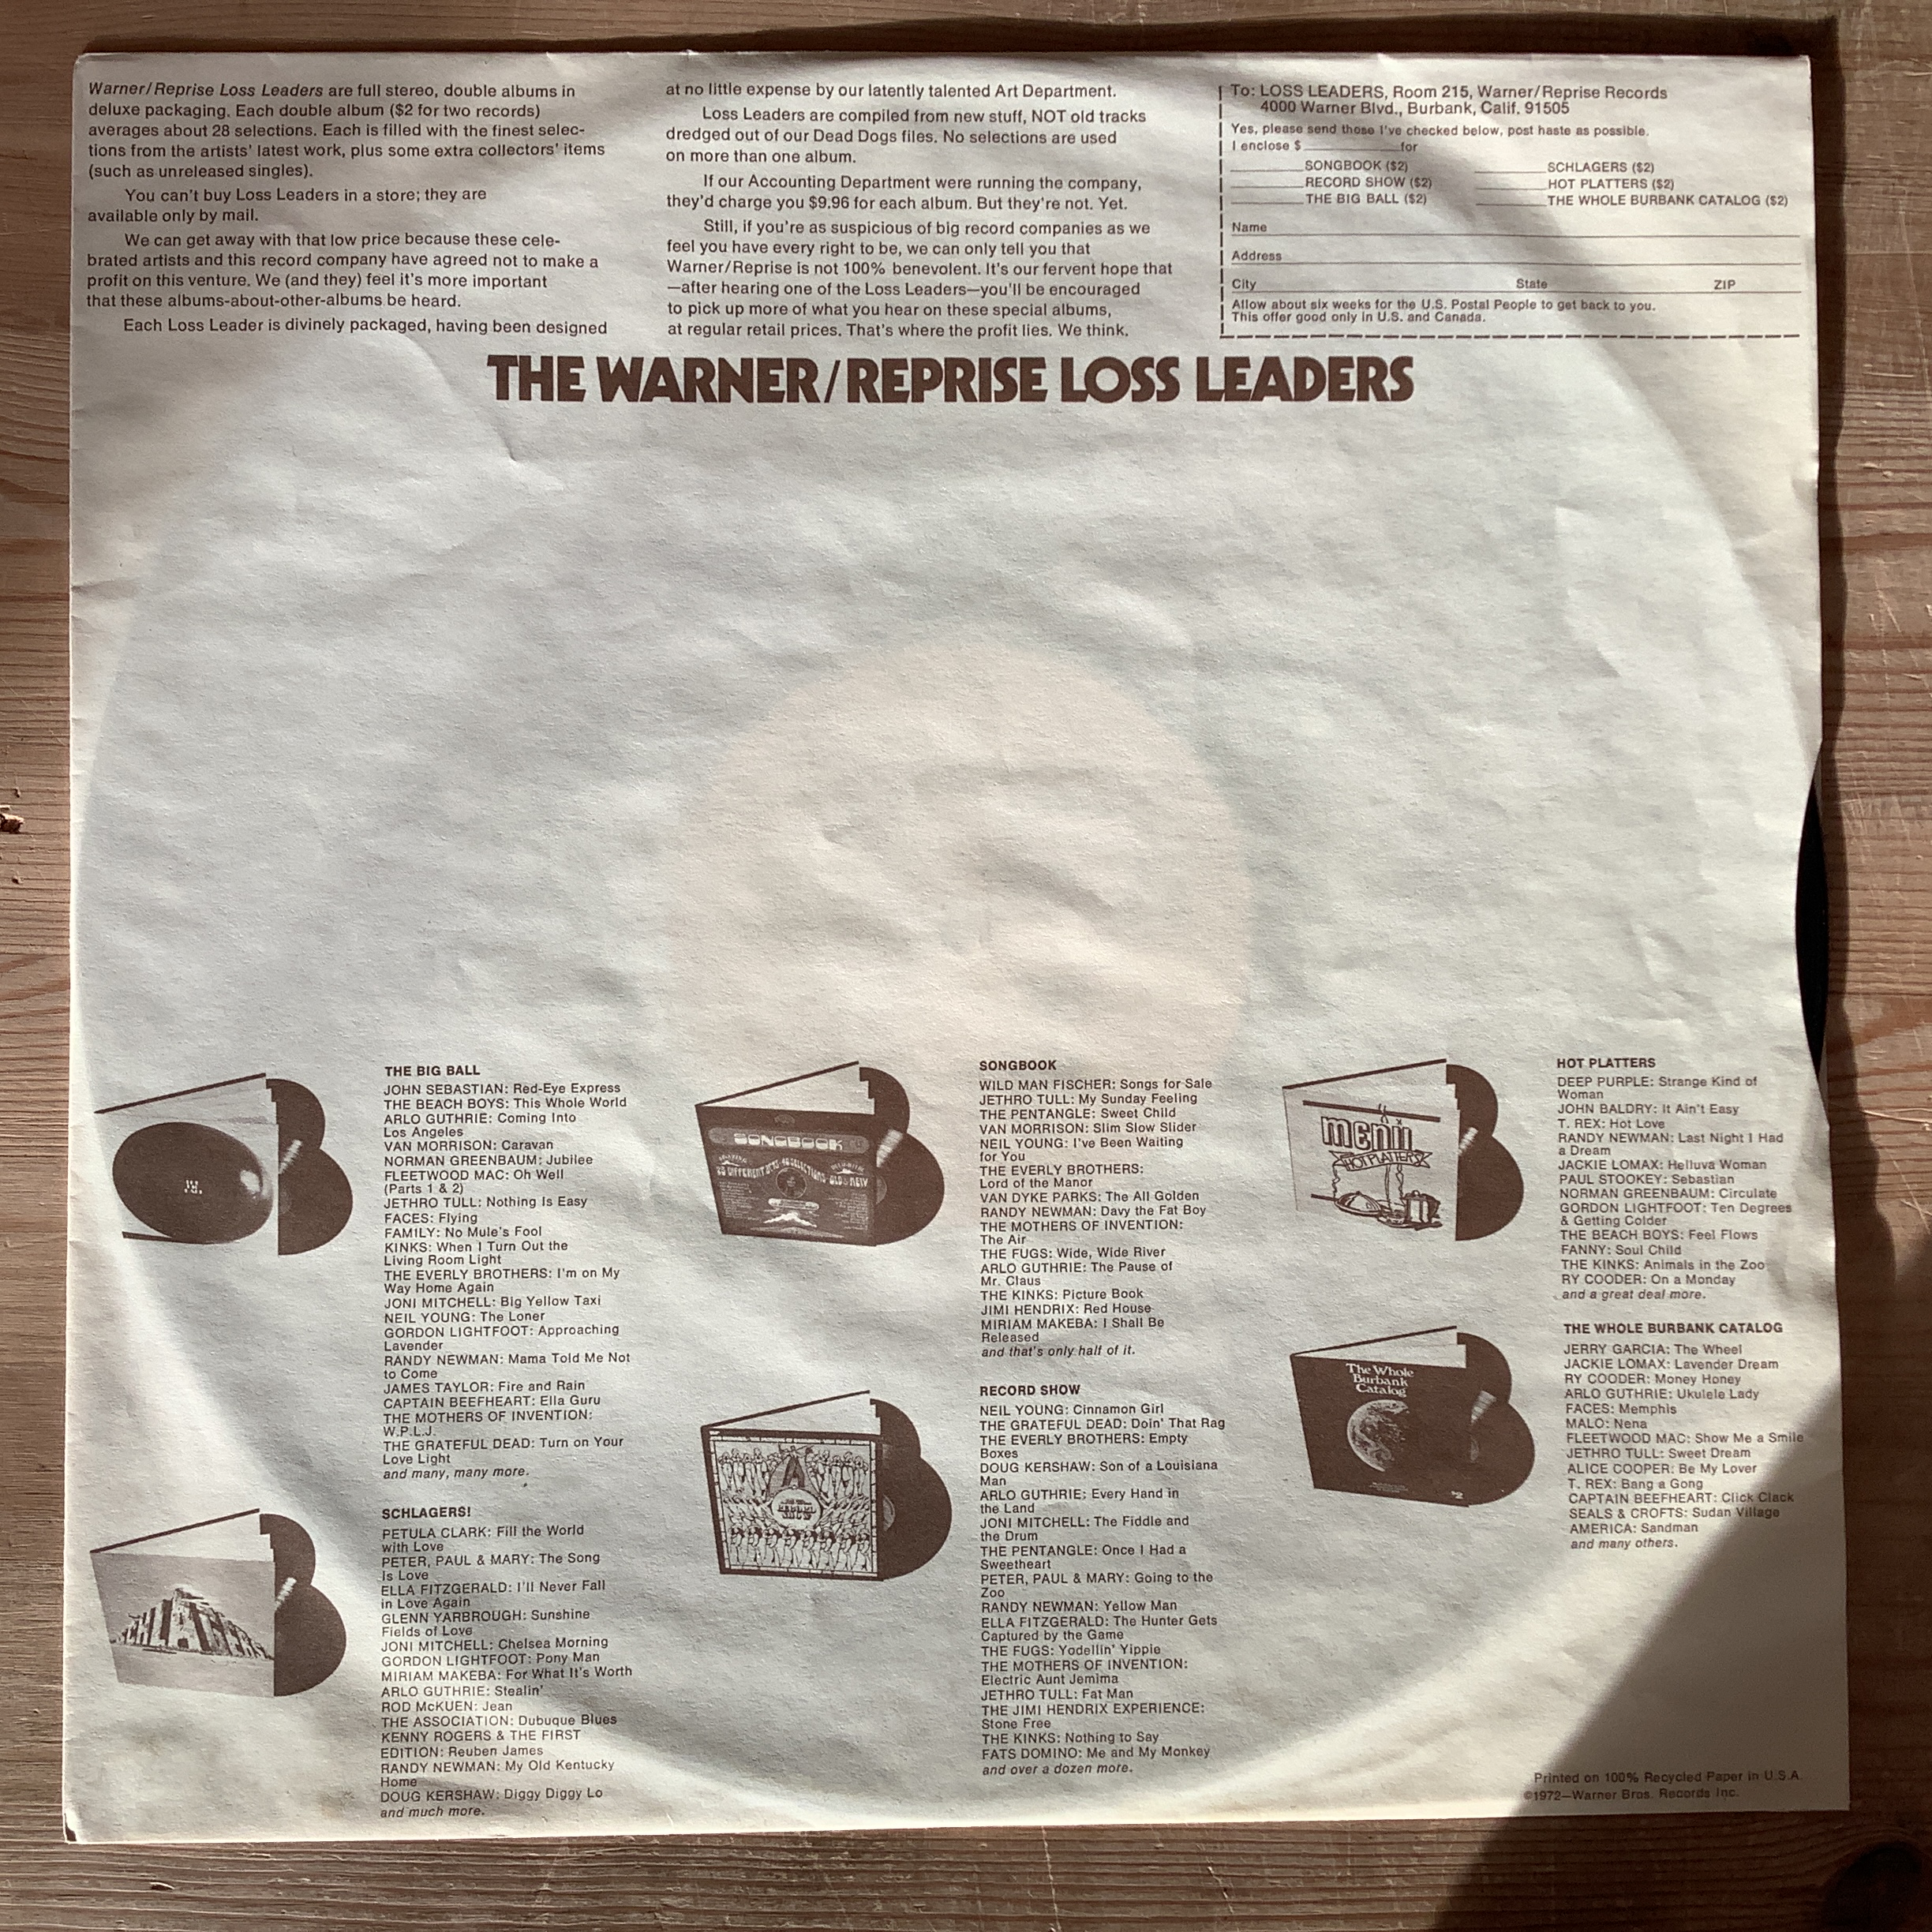 Warner/Reprise Loss Leaders are full stereo, double albums in
deluxe packaging. Each double album ($2 for two records)
averages about 28 selections. Each is filled with the finest selec-
tions from the artists' latest work, plus some extra collectors' items
(such as unreleased singles).
You can't buy Loss Leaders in a store; they are
available only by mail.
We can get away with that low price because these cele-
brated artists and this record company have agreed not to make a
profit on this venture. We (and they) feel it's more important
that these albums-about-other-albums be heard.
Each Loss Leader is divinely packaged, having been designed
at no little expense by our latently talented Art Department.
Loss Leaders are compiled from new stuff, NOT old tracks
dredged out of our Dead Dogs files. No selections are used
on more than one album.
If our Accounting Department were running the company,
they'd charge you $9.96 for each album. But they're not. Yet.
Still, if you're as suspicious of big record companies as we
feel you have every right to be, we can only tell you that
Warner/Reprise is not 100% benevolent. It's our fervent hope that
—after hearing one of the Loss Leaders—you'll be encouraged
to pick up more of what you hear on these special albums,
at regular retail prices. That's where the profit lies. We think.
To: LOSS LEADERS, Room 215, Warner/Reprise Records
4000 Warner Blvd., Burbank, Calif. 91505
Yes, please send those I've checked below, post haste as possible.
I enclose $ for
SONGBOOK ($2)
RECORD SHOW ($2)
THE BIG BALL ($2)
SCHLAGERS ($2)
HOT PLATTERS ($2)
THE WHOLE BURBANK CATALOG ($2)
Name
Address
City State ZIP
Allow about six weeks for the U.S. Postal People to get back to you.
This offer good only in U.S. and Canada.
THE WARNER/REPRISE LOSS LEADERS
THE BIG BALL
JOHN SEBASTIAN: Red-Eye Express
THE BEACH BOYS: This Whole World
ARLO GUTHRIE: Coming Into
Los Angeles
VAN MORRISON: Caravan
NORMAN GREENBAUM: Jubilee
FLEETWOOD MAC: Oh Well
(Parts 1 & 2)
JETHRO TULL: Nothing Is Easy
FACES: Flying
FAMILY: No Mule's Fool
KINKS: When I Turn Out the
Living Room Light
THE EVERLY BROTHERS: I'm on My
Way Home Again
JONI MITCHELL: Big Yellow Taxi
NEIL YOUNG: The Loner
GORDON LIGHTFOOT: Approaching
Lavender
RANDY NEWMAN: Mama Told Me Not
to Come
JAMES TAYLOR: Fire and Rain
CAPTAIN BEEFHEART: Ella Guru
THE MOTHERS OF INVENTION:
W.P.L.J.
THE GRATEFUL DEAD: Turn on Your
Love Light
and many, many more.
SCHLAGERS!
PETULA CLARK: Fill the World
with Love
PETER, PAUL & MARY: The Song
Is Love
ELLA FITZGERALD: I'll Never Fall
in Love Again
GLENN YARBROUGH: Sunshine
Fields of Love
JONI MITCHELL: Chelsea Morning
GORDON LIGHTFOOT: Pony Man
MIRIAM MAKEBA: For What It's Worth
ARLO GUTHRIE: Stealin'
ROD McKUEN: Jean
THE ASSOCIATION: Dubuque Blues
KENNY ROGERS & THE FIRST
EDITION: Reuben James
RANDY NEWMAN: My Old Kentucky
Home
DOUG KERSHAW: Diggy Diggy Lo
and much more.
SONGBOOK
SONGBOOK
WILD MAN FISCHER: Songs for Sale
JETHRO TULL: My Sunday Feeling
THE PENTANGLE: Sweet Child
VAN MORRISON: Slim Slow Slider
NEIL YOUNG: I've Been Waiting
for You
THE EVERLY BROTHERS:
Lord of the Manor
VAN DYKE PARKS: The All Golden
RANDY NEWMAN: Davy the Fat Boy
THE MOTHERS OF INVENTION:
The Air
THE FUGS: Wide, Wide River
ARLO GUTHRIE: The Pause of
Mr. Claus
THE KINKS: Picture Book
JIMI HENDRIX: Red House
MIRIAM MAKEBA: I Shall Be
Released
and that's only half of it.
RECORD SHOW
NEIL YOUNG: Cinnamon Girl
THE GRATEFUL DEAD: Doin' That Rag
THE EVERLY BROTHERS: Empty
Boxes
DOUG KERSHAW: Son of a Louisiana
Man
ARLO GUTHRIE: Every Hand in
the Land
JONI MITCHELL: The Fiddle and
the Drum
THE PENTANGLE: Once I Had a
Sweetheart
PETER, PAUL & MARY: Going to the
Zoo
RANDY NEWMAN: Yellow Man
ELLA FITZGERALD: The Hunter Gets
Captured by the Game
THE FUGS: Yodellin' Yippie
THE MOTHERS OF INVENTION:
Electric Aunt Jemima
JETHRO TULL: Fat Man
THE JIMI HENDRIX EXPERIENCE:
Stone Free
THE KINKS: Nothing to Say
FATS DOMINO: Me and My Monkey
and over a dozen more.
menu
HOT PLATTERS
HOT PLATTERS
DEEP PURPLE: Strange Kind of
Woman
JOHN BALDRY: It Ain't Easy
T. REX: Hot Love
RANDY NEWMAN: Last Night I Had
a Dream
JACKIE LOMAX: Helluva Woman
PAUL STOOKEY: Sebastian
NORMAN GREENBAUM: Circulate
GORDON LIGHTFOOT: Ten Degrees
& Getting Colder
THE BEACH BOYS: Feel Flows
FANNY: Soul Child
THE KINKS: Animals in the Zoo
RY COODER: On a Monday
and a great deal more.
The Whole
Burbank
Catalog
THE WHOLE BURBANK CATALOG
JERRY GARCIA: The Wheel
JACKIE LOMAX: Lavender Dream
RY COODER: Money Honey
ARLO GUTHRIE: Ukulele Lady
FACES: Memphis
MALO: Nena
FLEETWOOD MAC: Show Me a Smile
JETHRO TULL: Sweet Dream
ALICE COOPER: Be My Lover
T. REX: Bang a Gong
CAPTAIN BEEFHEART: Click Clack
SEALS & CROFTS: Sudan Village
AMERICA: Sandman
and many others.
Printed on 100% Recycled Paper in U.S.A.
©1972—Warner Bros. Records Inc.